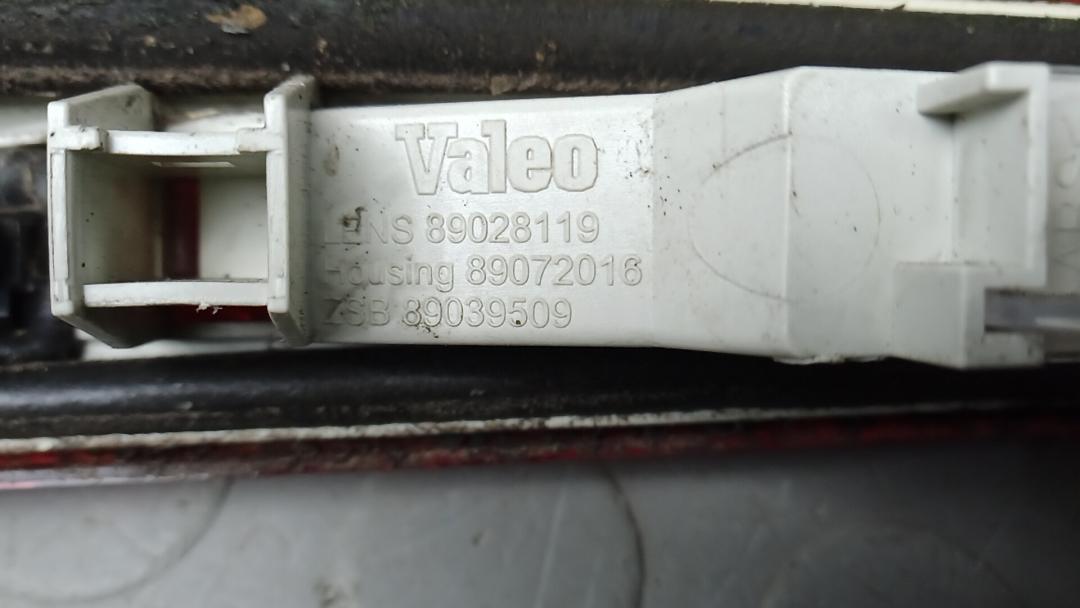 Valeo
LENS 89028119
Housing 89072016
ZSB 89039509